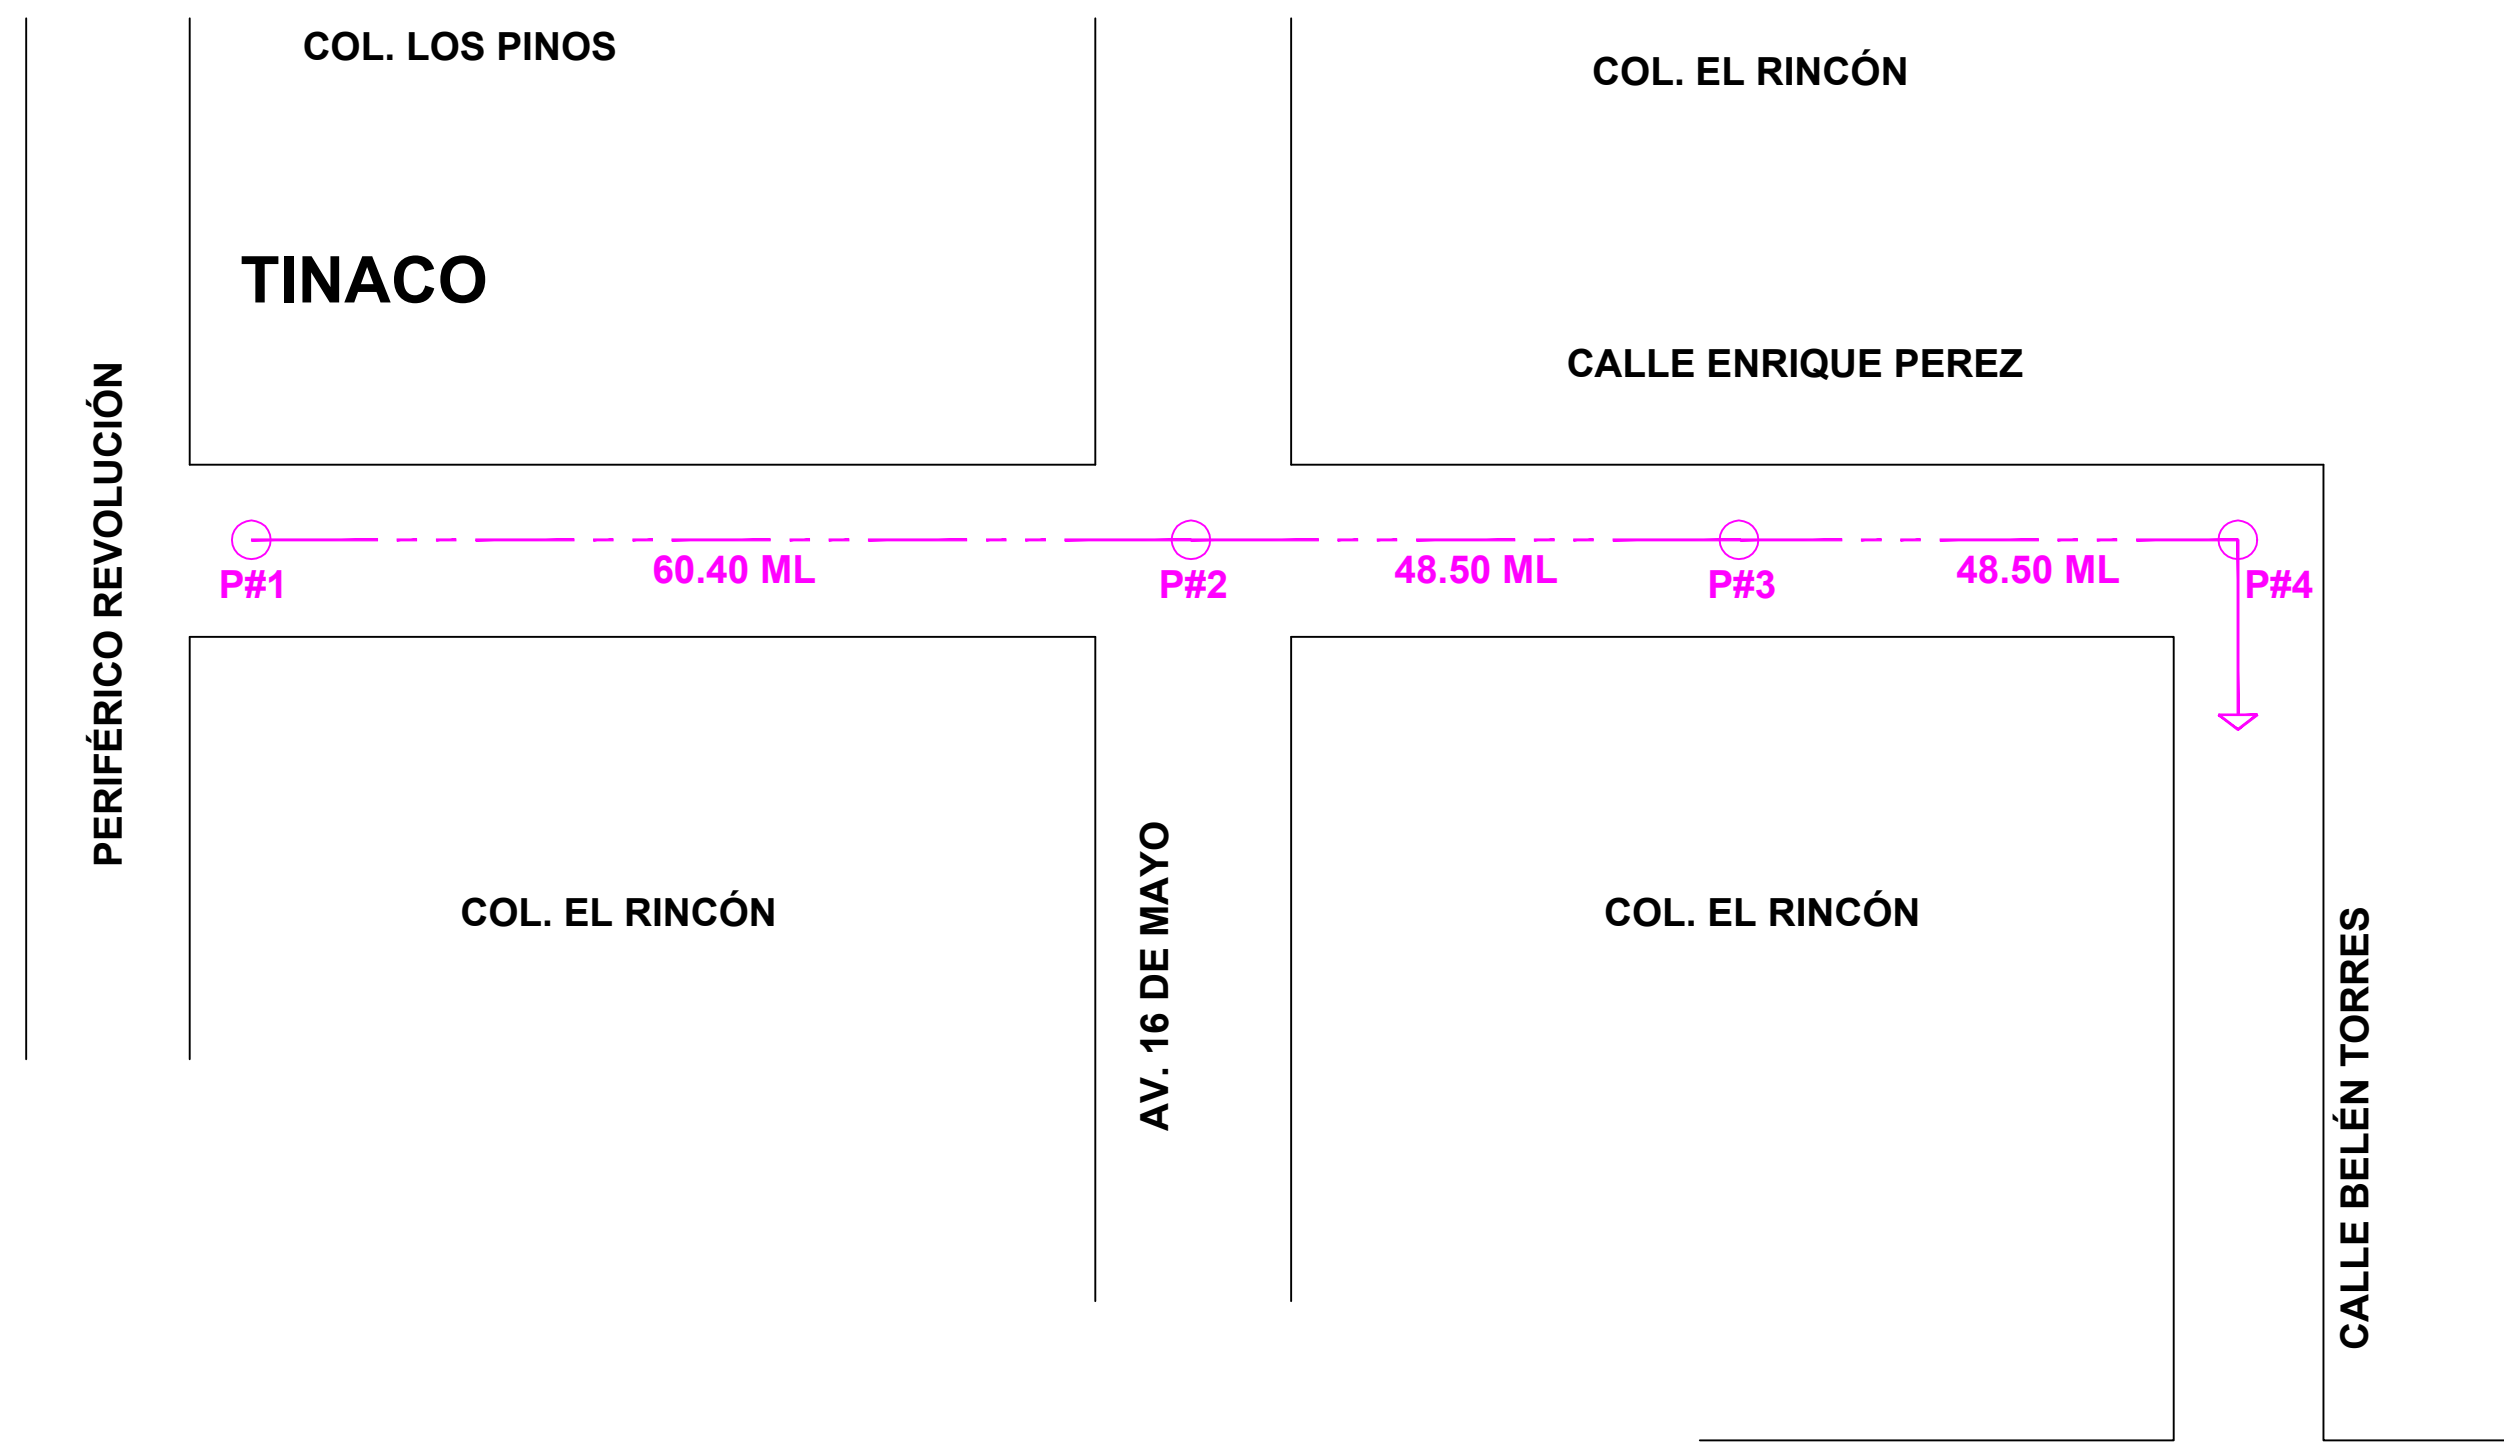 COL. LOS PINOS
COL. EL RINCÓN
TINACO
CALLE ENRIQUE PEREZ
PERIFÉRICO REVOLUCIÓN
60.40 ML
48.50 ML
48.50 ML
P#1
P#2
P#3
P#4
COL. EL RINCÓN
AV. 16 DE MAYO
COL. EL RINCÓN
CALLE BELÉN TORRES